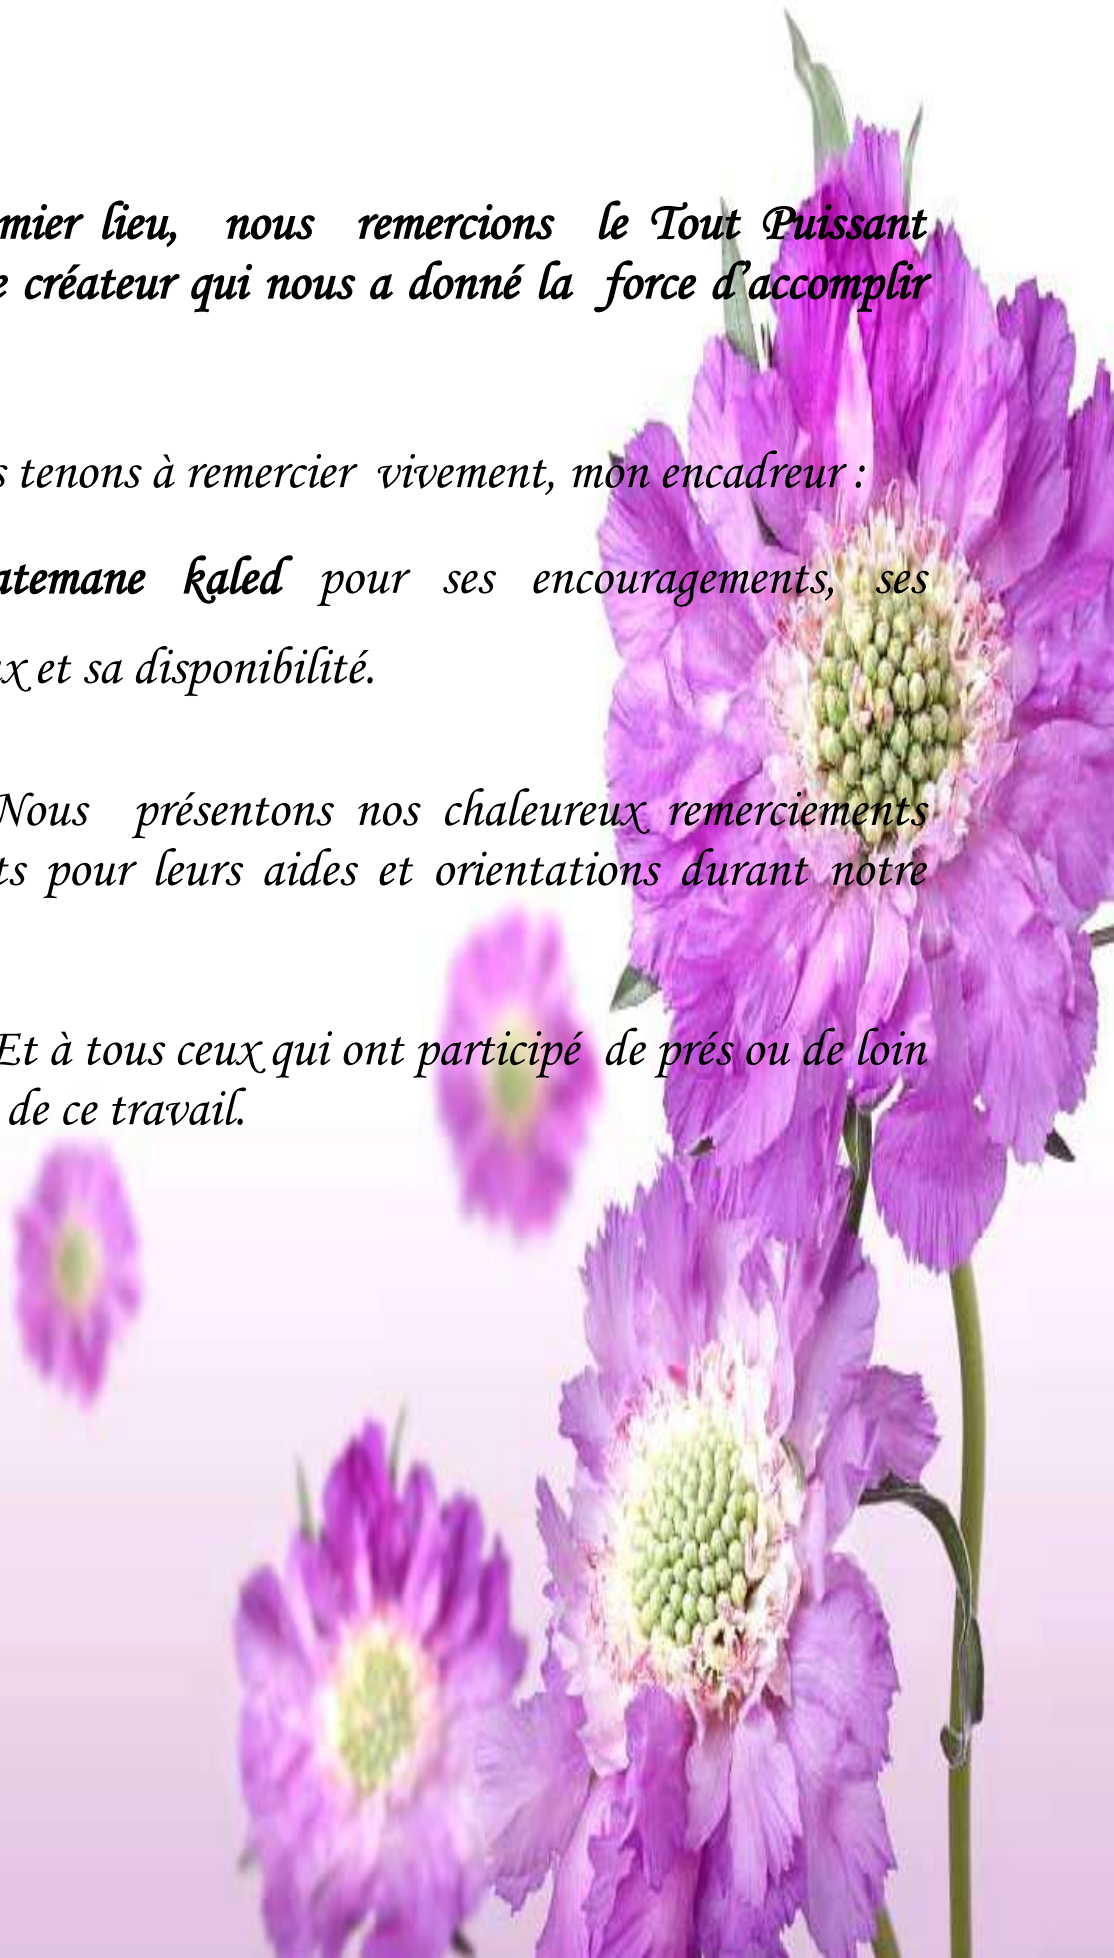 mier lieu, nous remercions le Tout Puissant
créateur qui nous a donné la force d'accomplir
tenons à remercier vivement, mon encadreur :
atemane kaled pour ses encouragements, ses
et sa disponibilité.
Nous présentons nos chaleureux remerciements
ts pour leurs aides et orientations durant notre
Et à tous ceux qui ont participé de prés ou de loin
de ce travail.